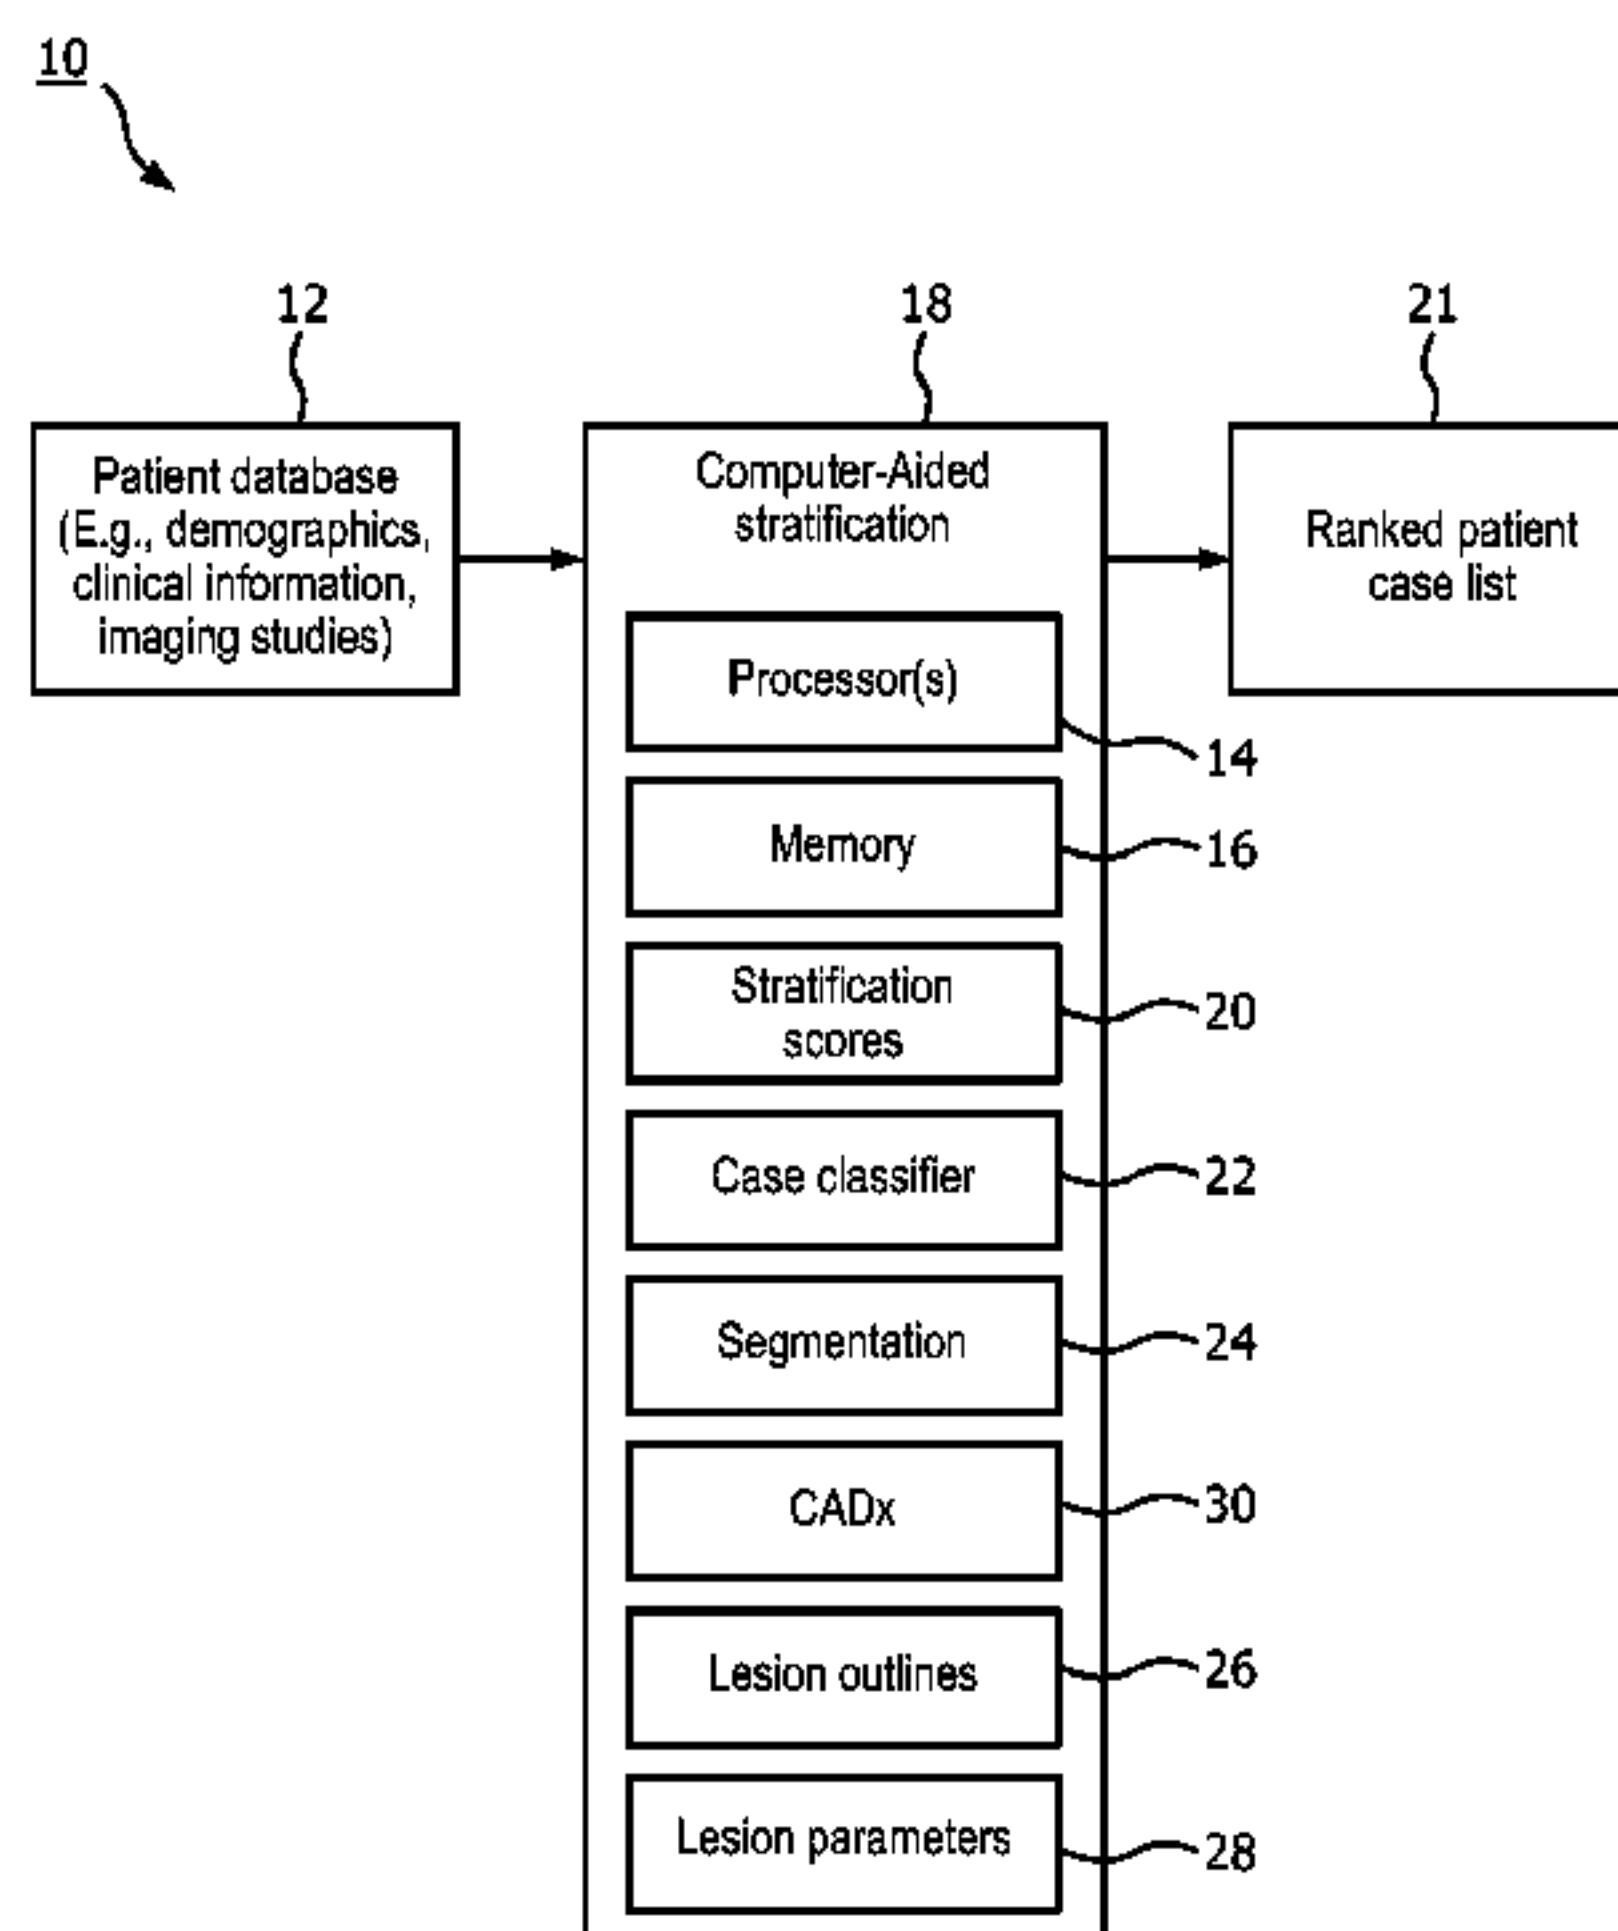 10
12
18
21
Patient database
(E.g., demographics,
clinical information,
imaging studies)
Computer-Aided
stratification
Ranked patient
case list
Processor(s)
14
Memory
16
Stratification
scores
20
Case classifier
22
Segmentation
24
CADx
30
Lesion outlines
26
Lesion parameters
28